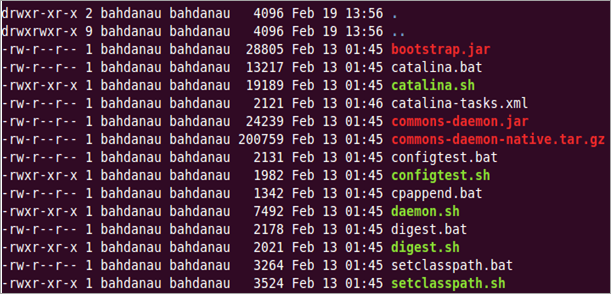 drwxr-xr-x 2 bahdanau bahdanau   4096 Feb 19 13:56 .
drwxrwxr-x 9 bahdanau bahdanau   4096 Feb 19 13:56 ..
-rw-r--r-- 1 bahdanau bahdanau  28805 Feb 13 01:45 bootstrap.jar
-rw-r--r-- 1 bahdanau bahdanau  13217 Feb 13 01:45 catalina.bat
-rwxr-xr-x 1 bahdanau bahdanau  19189 Feb 13 01:45 catalina.sh
-rw-r--r-- 1 bahdanau bahdanau   2121 Feb 13 01:46 catalina-tasks.xml
-rw-r--r-- 1 bahdanau bahdanau  24239 Feb 13 01:45 commons-daemon.jar
-rw-r--r-- 1 bahdanau bahdanau 200759 Feb 13 01:45 commons-daemon-native.tar.gz
-rw-r--r-- 1 bahdanau bahdanau   2131 Feb 13 01:45 configtest.bat
-rwxr-xr-x 1 bahdanau bahdanau   1982 Feb 13 01:45 configtest.sh
-rw-r--r-- 1 bahdanau bahdanau   1342 Feb 13 01:45 cpappend.bat
-rwxr-xr-x 1 bahdanau bahdanau   7492 Feb 13 01:45 daemon.sh
-rw-r--r-- 1 bahdanau bahdanau   2178 Feb 13 01:45 digest.bat
-rwxr-xr-x 1 bahdanau bahdanau   2021 Feb 13 01:45 digest.sh
-rw-r--r-- 1 bahdanau bahdanau   3264 Feb 13 01:45 setclasspath.bat
-rwxr-xr-x 1 bahdanau bahdanau   3524 Feb 13 01:45 setclasspath.sh